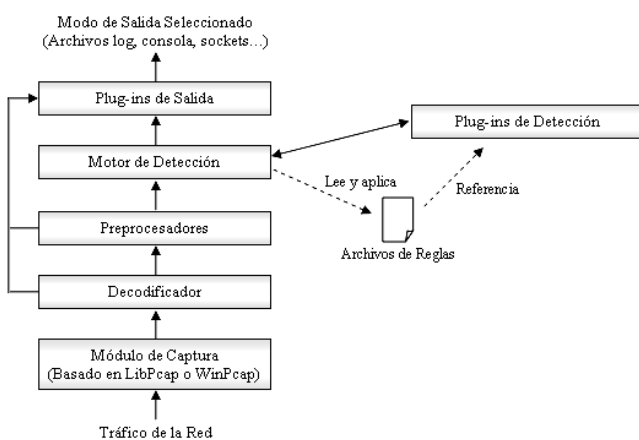 Modo de Salida Seleccionado
(Archivos log, consola, sockets...)
Plug-ins de Salida
Plug-ins de Detección
Motor de Detección
Lee y aplica
Referencia
Preprocesadores
Archivos de Reglas
Decodificador
Módulo de Captura
(Basado en LibPcap o WinPcap)
Tráfico de la Red